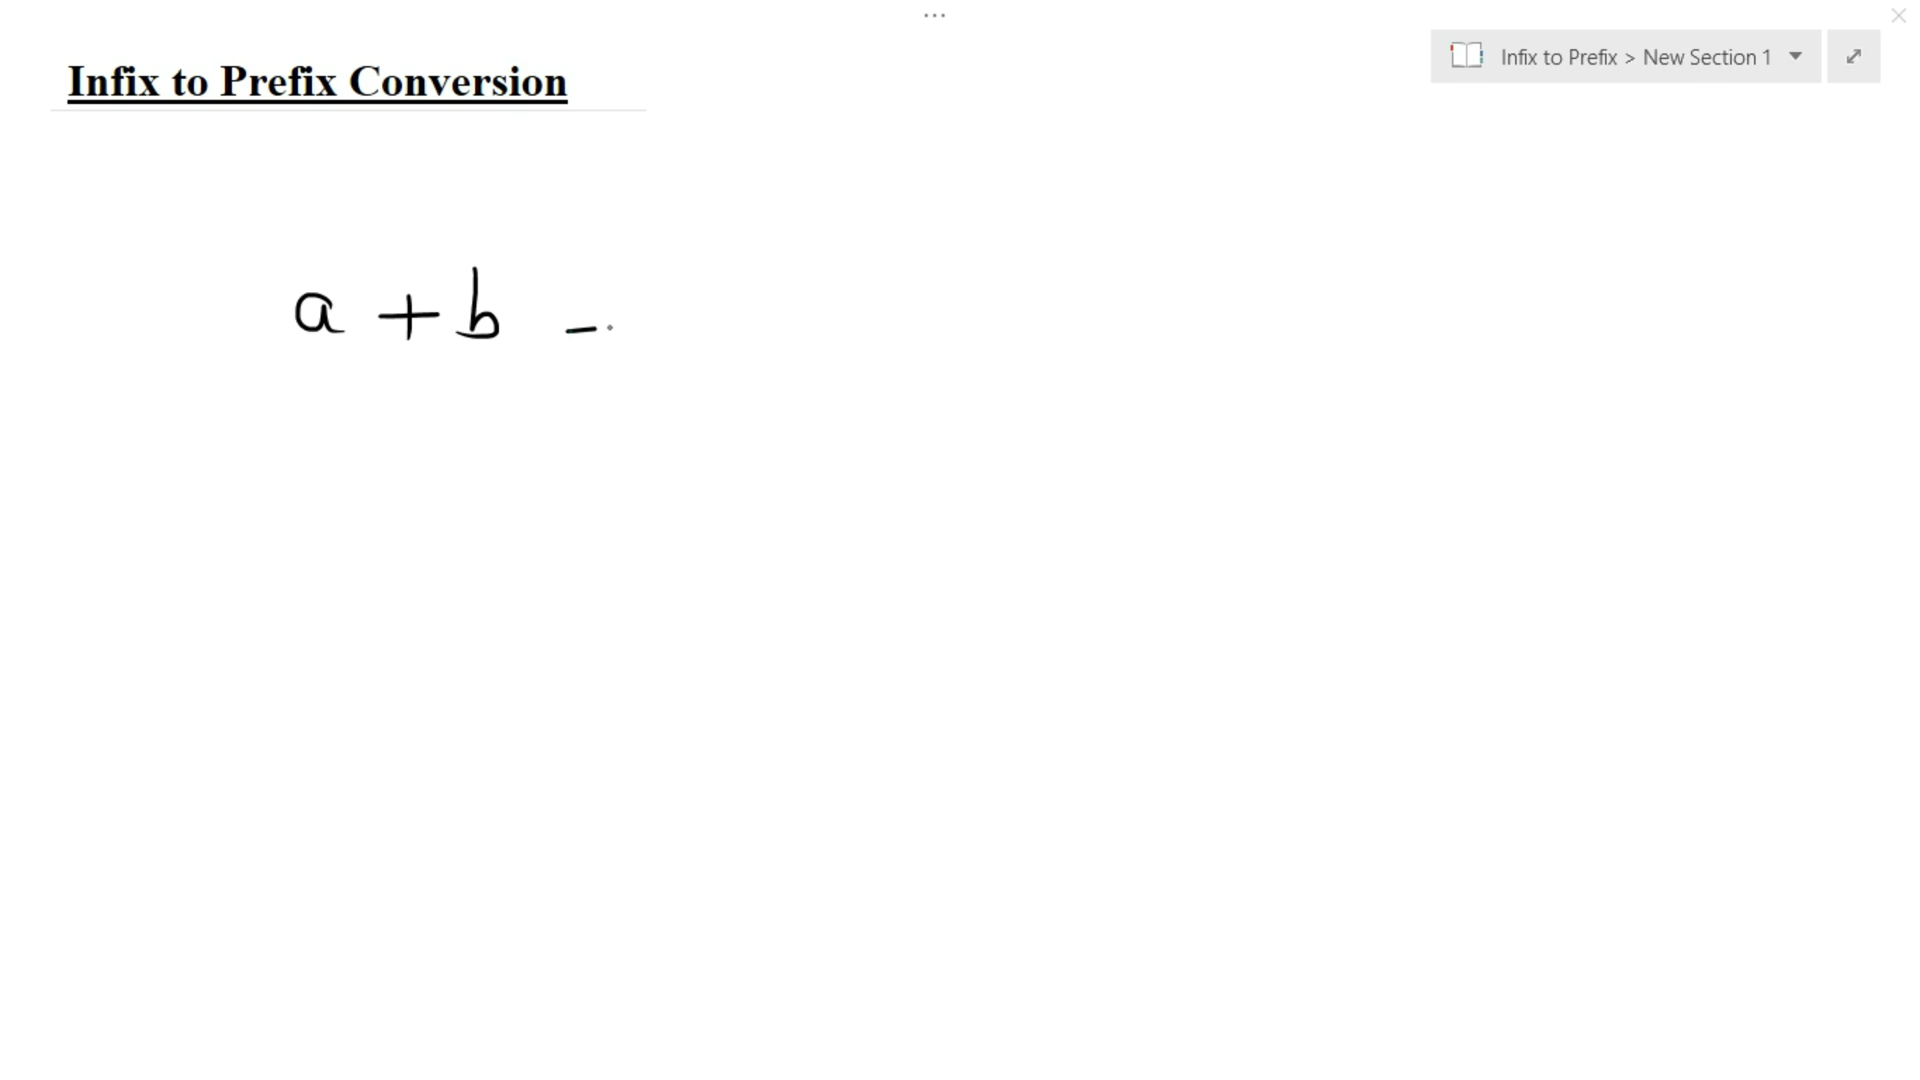 ...
Infix to Prefix > New Section 1
Infix to Prefix Conversion
a + b -